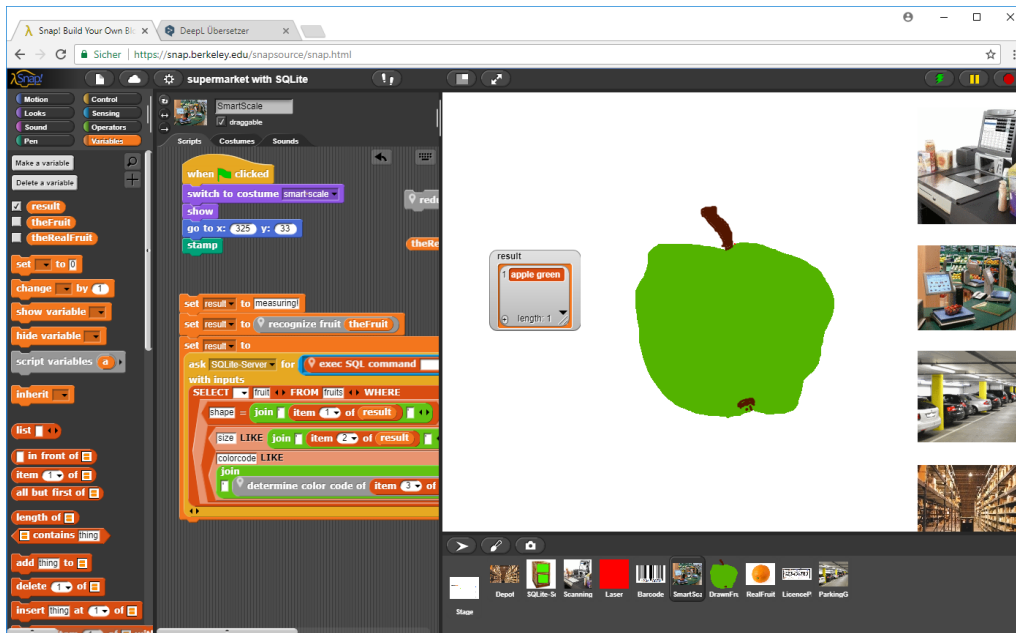 Snap! Build Your Own Blo
DeepL Übersetzer
Sicher | https://snap.berkeley.edu/snapsource/snap.html
Snap!
supermarket with SQLite
Motion
Control
Looks
Sensing
Sound
Operators
Pen
Variables
Make a variable
Delete a variable
result
theFruit
theRealFruit
set to 0
change by 1
show variable
hide variable
script variables a
inherit
list
in front of
item 1 of
all but first of
length of
contains thing
add thing to
delete 1 of
insert thing at 1 of
SmartScale
draggable
Scripts Costumes Sounds
when clicked
switch to costume smart-scale
show
go to x: 325 y: 33
stamp
theRe
set result to measuring!
set result to recognize fruit theFruit
set result to
ask SQLite-Server for exec SQL command
with inputs
SELECT fruit FROM fruits WHERE
shape = join item 1 of result
size LIKE join item 2 of result
colorcode LIKE
join
determine color code of item 3 of
result
1 apple green
length: 1
Stage
Depot
SQLite-S
Scanning
Laser
Barcode
SmartSca
DrawnFru
RealFruit
LicenceP
ParkingG